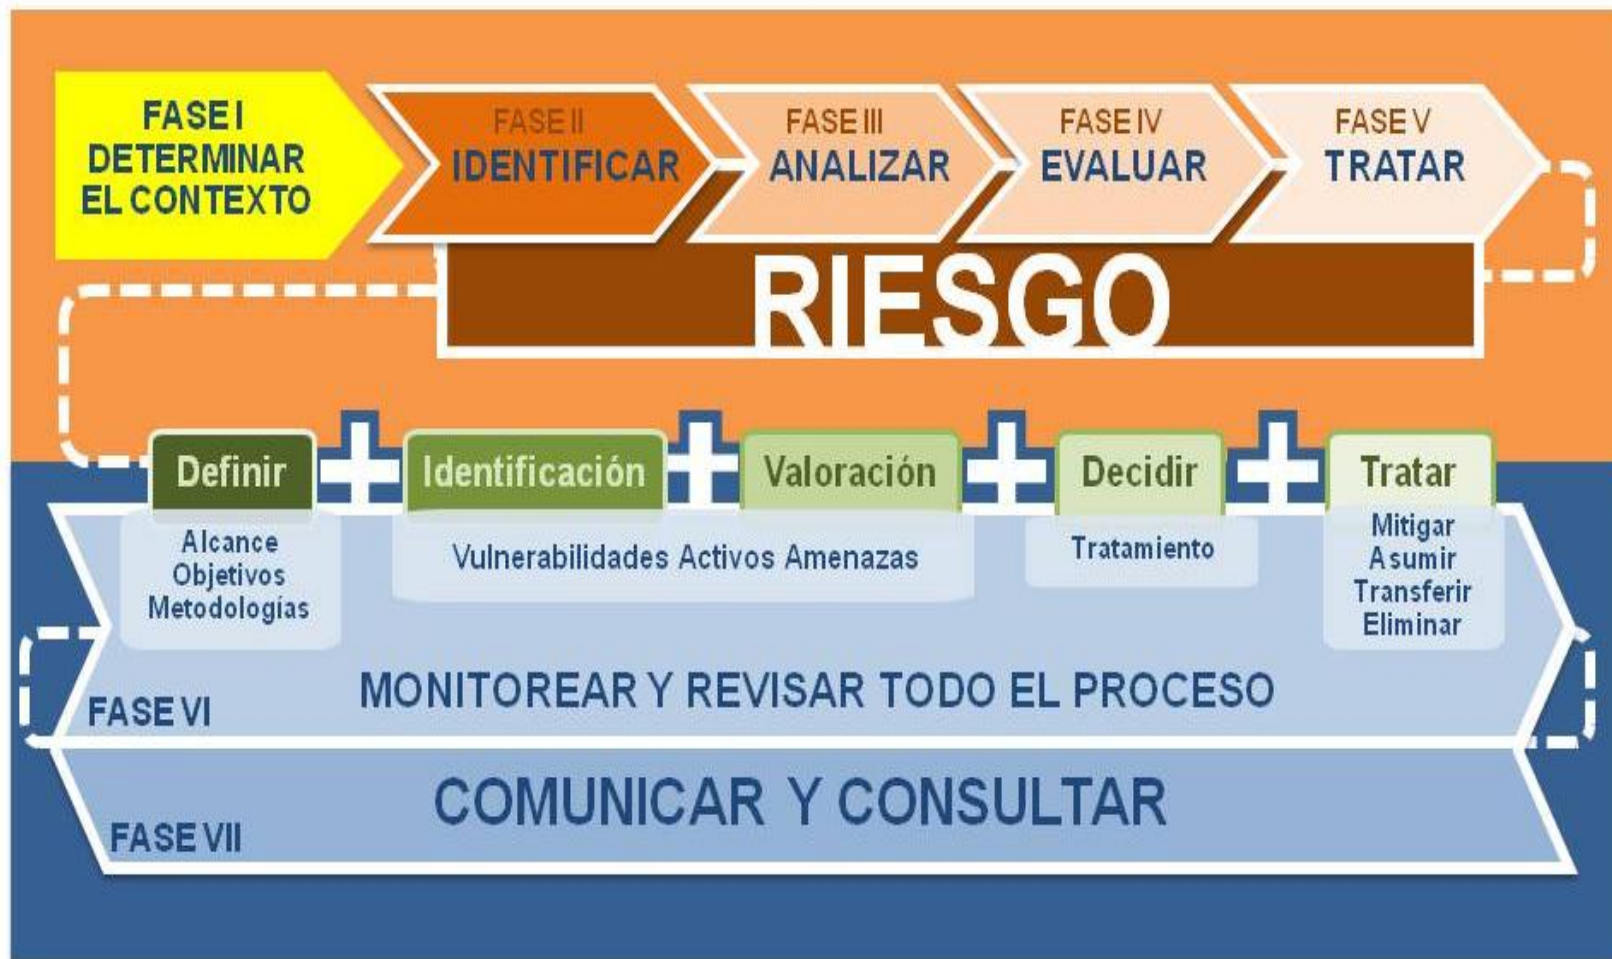 FASE I
DETERMINAR
EL CONTEXTO
FASE II
IDENTIFICAR
FASE III
ANALIZAR
FASE IV
EVALUAR
FASE V
TRATAR
RIESGO
Definir
Identificación
Valoración
Decidir
Tratar
Alcance
Objetivos
Metodologías
Vulnerabilidades Activos Amenazas
Tratamiento
Mitigar
Asumir
Transferir
Eliminar
MONITOREAR Y REVISAR TODO EL PROCESO
FASE VI
COMUNICAR Y CONSULTAR
FASE VII